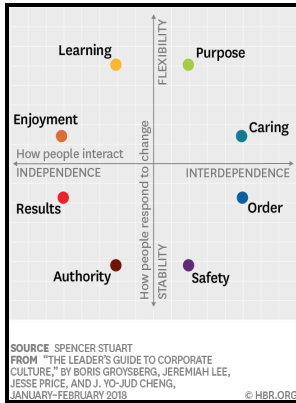 FLEXIBILITY
Learning
Purpose
Enjoyment
Caring
How people interact
How people respond to change
INDEPENDENCE
INTERDEPENDENCE
Results
Order
Authority
Safety
STABILITY
SOURCE SPENCER STUART
FROM “THE LEADER’S GUIDE TO CORPORATE
CULTURE,” BY BORIS GROYSBERG, JEREMIAH LEE,
JESSE PRICE, AND J. YO-JUD CHENG,
JANUARY–FEBRUARY 2018
© HBR.ORG